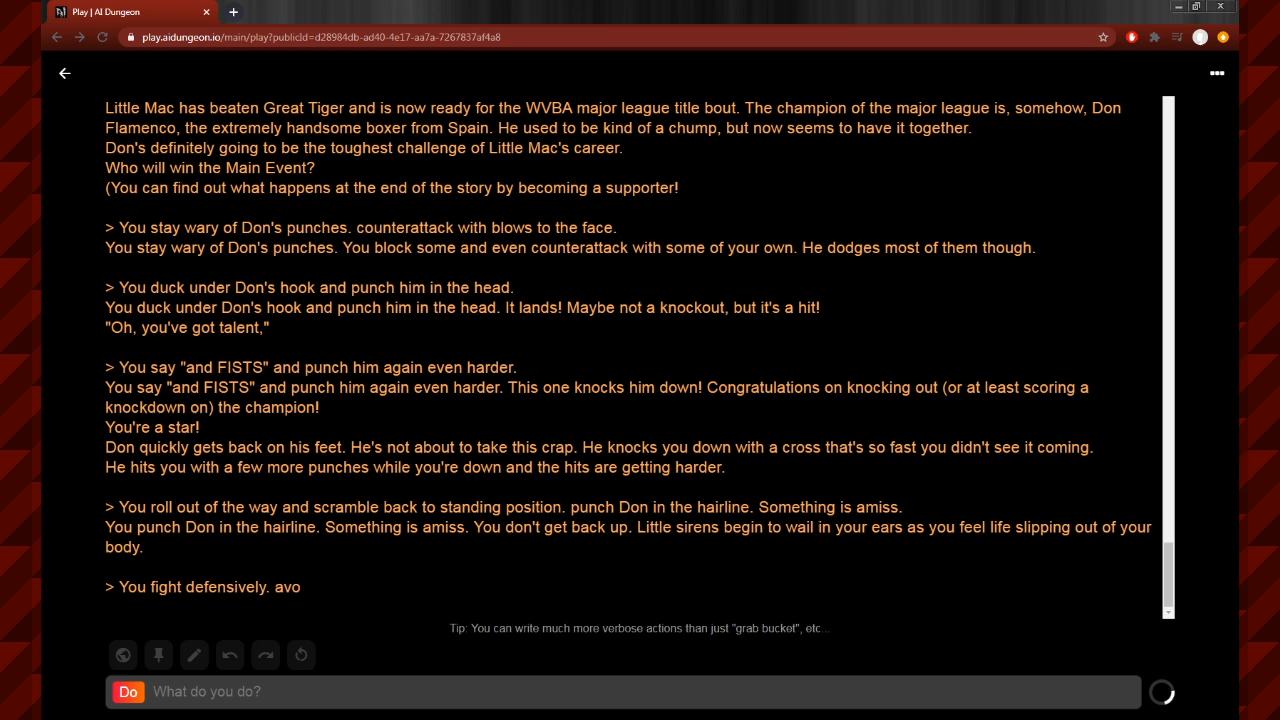 Play | AI Dungeon
play.aidungeon.io/main/play?publicId=d28984db-ad40-4e17-aa7a-7267837af4a8
Little Mac has beaten Great Tiger and is now ready for the WVBA major league title bout. The champion of the major league is, somehow, Don
Flamenco, the extremely handsome boxer from Spain. He used to be kind of a chump, but now seems to have it together.
Don's definitely going to be the toughest challenge of Little Mac's career.
Who will win the Main Event?
(You can find out what happens at the end of the story by becoming a supporter!
> You stay wary of Don's punches. counterattack with blows to the face.
You stay wary of Don's punches. You block some and even counterattack with some of your own. He dodges most of them though.
> You duck under Don's hook and punch him in the head.
You duck under Don's hook and punch him in the head. It lands! Maybe not a knockout, but it's a hit!
"Oh, you've got talent,"
> You say "and FISTS" and punch him again even harder.
You say "and FISTS" and punch him again even harder. This one knocks him down! Congratulations on knocking out (or at least scoring a
knockdown on) the champion!
You're a star!
Don quickly gets back on his feet. He's not about to take this crap. He knocks you down with a cross that's so fast you didn't see it coming.
He hits you with a few more punches while you're down and the hits are getting harder.
> You roll out of the way and scramble back to standing position. punch Don in the hairline. Something is amiss.
You punch Don in the hairline. Something is amiss. You don't get back up. Little sirens begin to wail in your ears as you feel life slipping out of your
body.
> You fight defensively. avo
Tip: You can write much more verbose actions than just "grab bucket", etc...
Do What do you do?